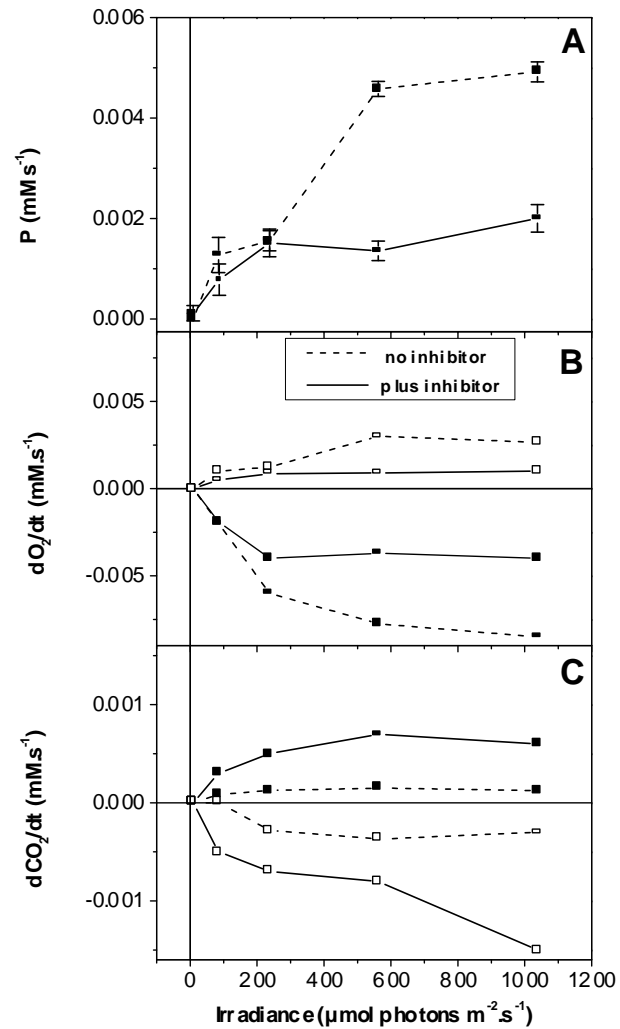 0.006
A
0.004
0.002
0.000
P (mM s⁻¹)
no inhibitor
plus inhibitor
B
0.005
0.000
-0.005
dO₂/dt (mM.s⁻¹)
C
0.001
0.000
-0.001
dCO₂/dt (mM.s⁻¹)
0 200 400 600 800 1000 1200
Irradiance (µmol photons m⁻².s⁻¹)